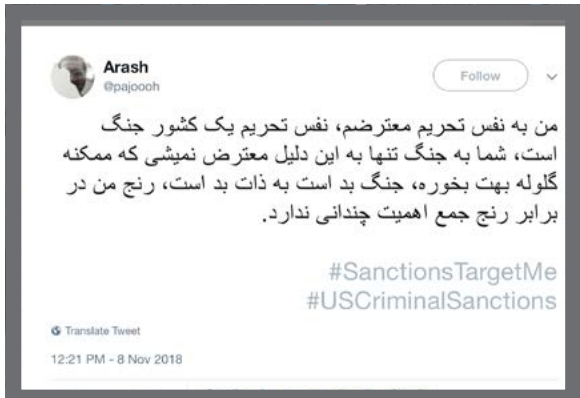 Arash
@pajoooh
Follow
من به نفس تحریم معترضم، نفس تحریم یک کشور جنگ
است، شما به جنگ تنها به این دلیل معترض نمیشی که ممکنه
گلوله بهت بخوره، جنگ بد است به ذات بد است، رنج من در
برابر رنج جمع اهمیت چندانی ندارد.
#SanctionsTargetMe
#USCriminalSanctions
Translate Tweet
12:21 PM - 8 Nov 2018